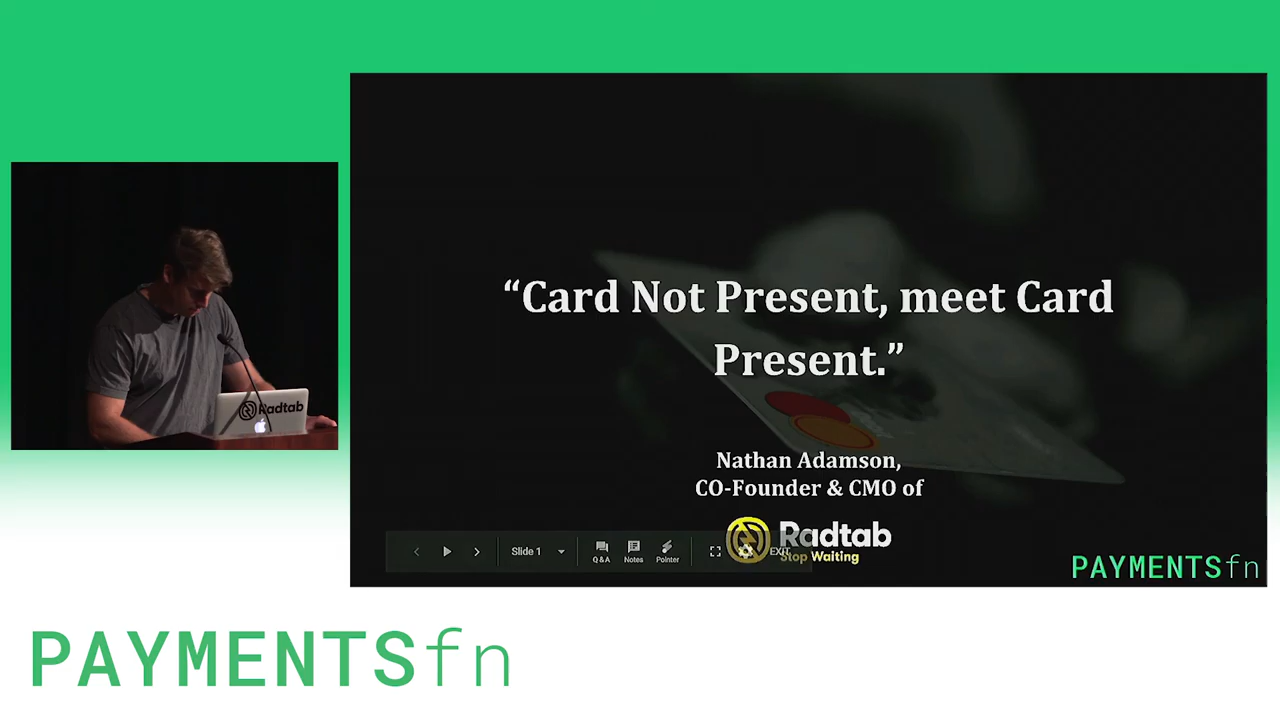 “Card Not Present, meet Card
Present.”
Nathan Adamson,
CO-Founder & CMO of
Radtab
Stop Waiting
Slide 1
Q&A
Notes
Pointer
EXIT
PAYMENTSfn
Radtab
PAYMENTSfn